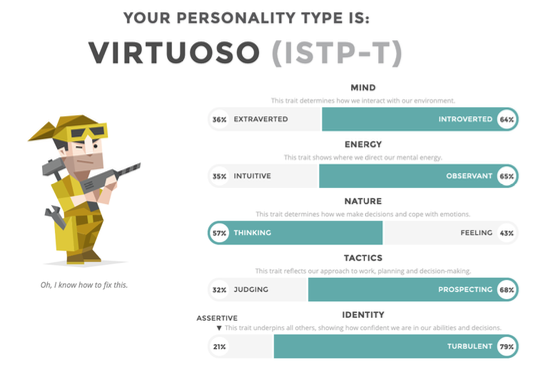 YOUR PERSONALITY TYPE IS:
VIRTUOSO (ISTP-T)
MIND
This trait determines how we interact with our environment.
36% EXTRAVERTED INTROVERTED 64%
ENERGY
This trait shows where we direct our mental energy.
35% INTUITIVE OBSERVANT 65%
NATURE
This trait determines how we make decisions and cope with emotions.
57% THINKING FEELING 43%
TACTICS
This trait reflects our approach to work, planning and decision-making.
32% JUDGING PROSPECTING 68%
IDENTITY
ASSERTIVE
This trait underpins all others, showing how confident we are in our abilities and decisions.
21% TURBULENT 79%
Oh, I know how to fix this.